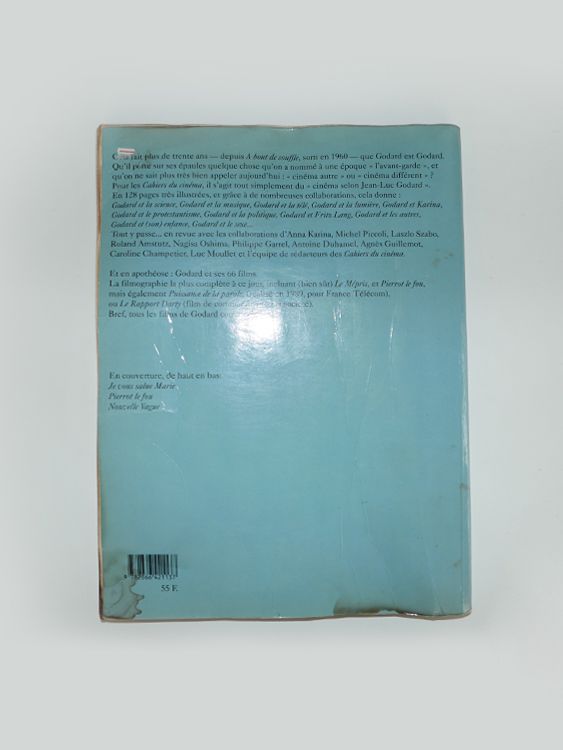 Cela fait plus de trente ans — depuis A bout de souffle, sorti en 1960 — que Godard est Godard.
Qu'il porte sur ses épaules quelque chose qu'on a nommé à une époque « l'avant-garde », et
qu'on ne sait plus très bien appeler aujourd'hui : « cinéma autre » ou « cinéma différent » ?
Pour les Cahiers du cinéma, il s'agit tout simplement du « cinéma selon Jean-Luc Godard ».
En 128 pages très illustrées, et grâce à de nombreuses collaborations, cela donne :
Godard et la science, Godard et la musique, Godard et la télé, Godard et la lumière, Godard et Karina,
Godard et le protestantisme, Godard et la politique, Godard et Fritz Lang, Godard et les autres,
Godard et (son) enfance, Godard et le sexe...
Tout y passe... en revue avec les collaborations d'Anna Karina, Michel Piccoli, Laszlo Szabo,
Roland Amstutz, Nagisa Oshima, Philippe Garrel, Antoine Duhamel, Agnès Guillemot,
Caroline Champetier, Luc Moullet et l'équipe de rédacteurs des Cahiers du cinéma.
Et en apothéose : Godard et ses 66 films.
La filmographie la plus complète à ce jour, incluant (bien sûr) Le Mépris, et Pierrot le fou,
mais également Puissance de la parole (réalisé en 1989, pour France Télécom),
ou Le Rapport Darty (film de société).
Bref, tous les films de Godard
En couverture, de haut en bas:
Je vous salue Marie
Pierrot le fou
Nouvelle Vague
55 F.